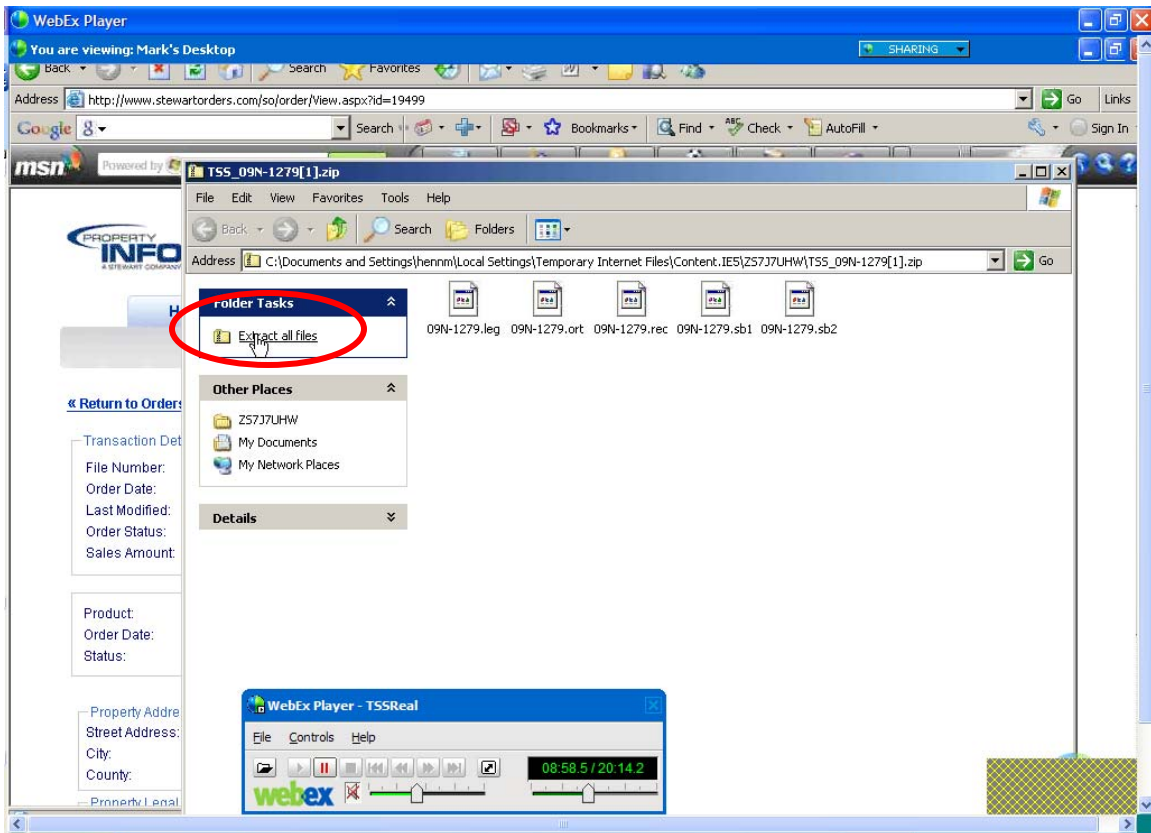 WebEx Player
You are viewing: Mark's Desktop
SHARING
Back
Search
Favorites
Address
http://www.stewartorders.com/so/order/View.aspx?id=19499
Go
Links
Google
Search
Bookmarks
Find
Check
AutoFill
Sign In
msn
Powered by
TSS_09N-1279[1].zip
File Edit View Favorites Tools Help
Back
Search
Folders
Address
C:\Documents and Settings\hennm\Local Settings\Temporary Internet Files\Content.IE5\ZS7J7UHW\TSS_09N-1279[1].zip
Go
PROPERTY
INFO
A STEWART COMPANY
H
Folder Tasks
Extract all files
09N-1279.leg 09N-1279.ort 09N-1279.rec 09N-1279.sb1 09N-1279.sb2
Other Places
ZS7J7UHW
My Documents
My Network Places
Details
« Return to Orders
Transaction Det
File Number:
Order Date:
Last Modified:
Order Status:
Sales Amount:
Product:
Order Date:
Status:
Property Addre
Street Address:
City:
County:
Property Legal
WebEx Player - TSSReal
File Controls Help
08:58.5 / 20:14.2
webex